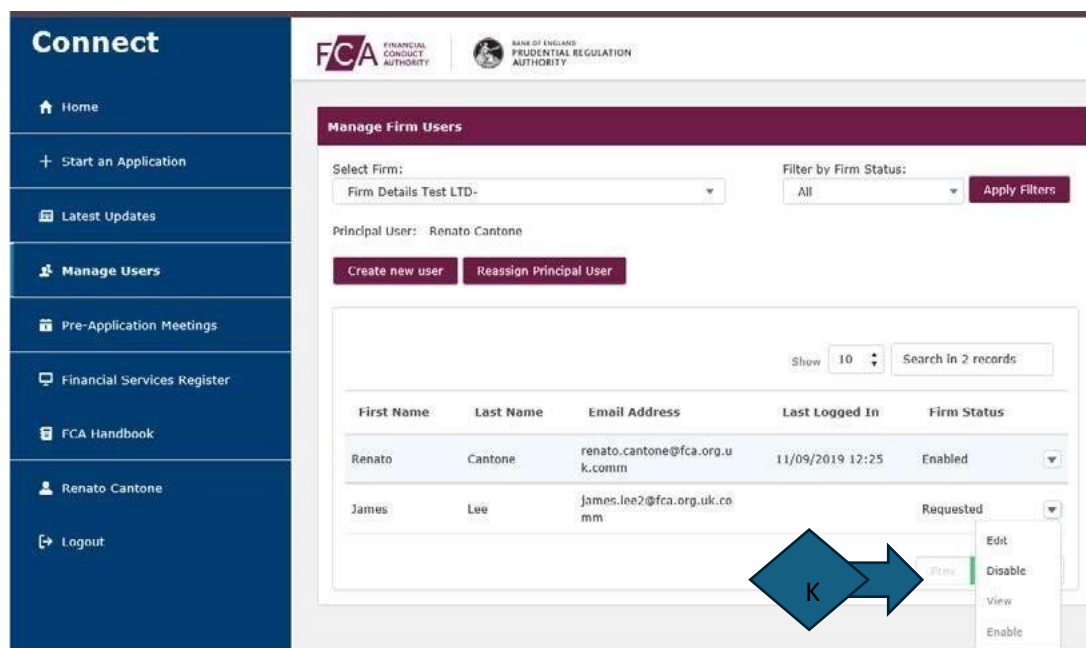 Connect
Home
Start an Application
Latest Updates
Manage Users
Pre-Application Meetings
Financial Services Register
FCA Handbook
Renato Cantone
Logout
FCA FINANCIAL
CONDUCT
AUTHORITY
BANK OF ENGLAND
PRUDENTIAL REGULATION
AUTHORITY
Manage Firm Users
Select Firm: Filter by Firm Status:
Firm Details Test LTD- All Apply Filters
Principal User: Renato Cantone
Create new user Reassign Principal User
Show 10 Search in 2 records
First Name Last Name Email Address Last Logged In Firm Status
Renato Cantone renato.cantone@fca.org.u
k.comm 11/09/2019 12:25 Enabled
James Lee james.lee2@fca.org.uk.co
mm Requested
Edit
K Prev Disable
View
Enable